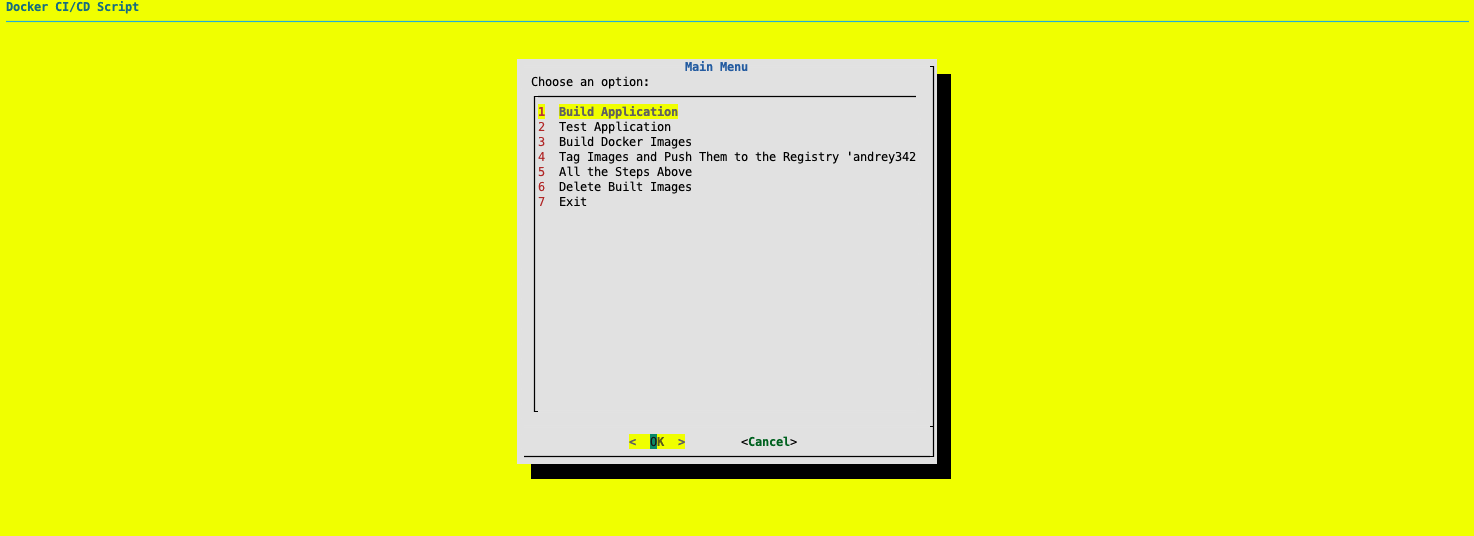 Docker CI/CD Script
Main Menu
Choose an option:
1 Build Application
2 Test Application
3 Build Docker Images
4 Tag Images and Push Them to the Registry 'andrey342
5 All the Steps Above
6 Delete Built Images
7 Exit
< OK > <Cancel>